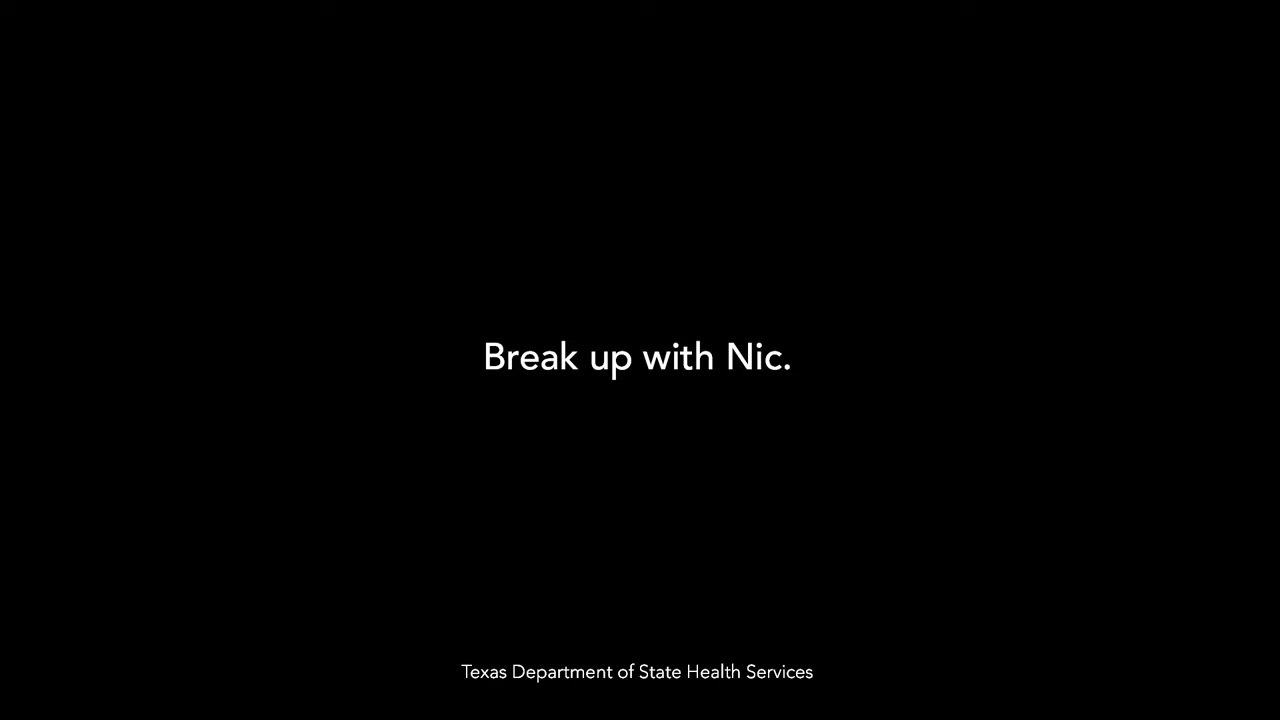 Break up with Nic.
Texas Department of State Health Services